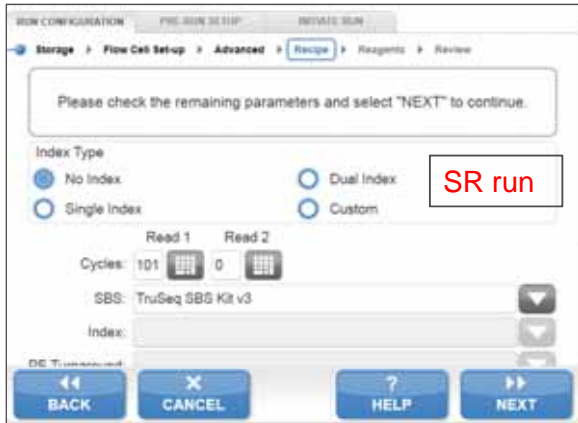 RUN CONFIGURATION PRE-RUN SETUP INITIATE RUN
Storage Flow Cell Set-up Advanced Recipe Reagents Review
Please check the remaining parameters and select "NEXT" to continue.
Index Type
No Index Dual Index
Single Index Custom
SR run
Read 1 Read 2
Cycles: 101 0
SBS: TruSeq SBS Kit v3
Index:
PE Turnaround:
BACK CANCEL ? HELP NEXT